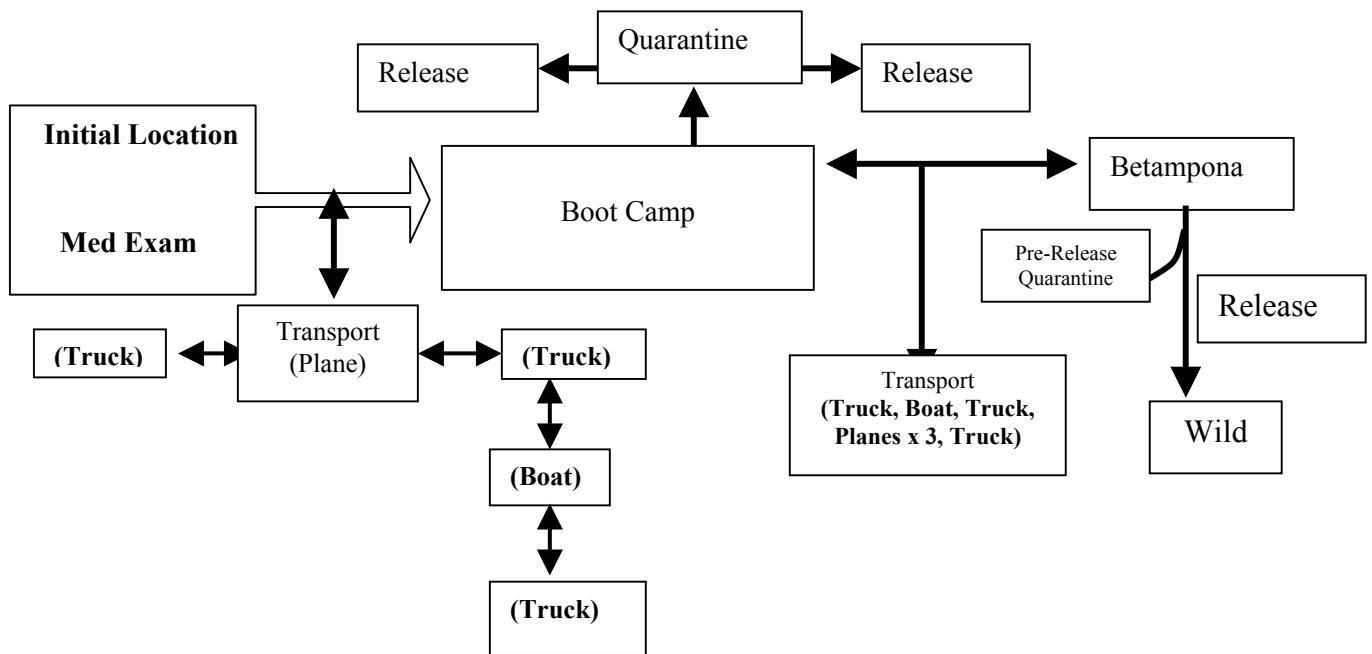 Quarantine
Release
Release
Initial Location
Med Exam
Boot Camp
Betampona
Pre-Release
Quarantine
Release
Transport
(Plane)
(Truck)
(Truck)
(Boat)
(Truck)
Transport
(Truck, Boat, Truck,
Planes x 3, Truck)
Wild